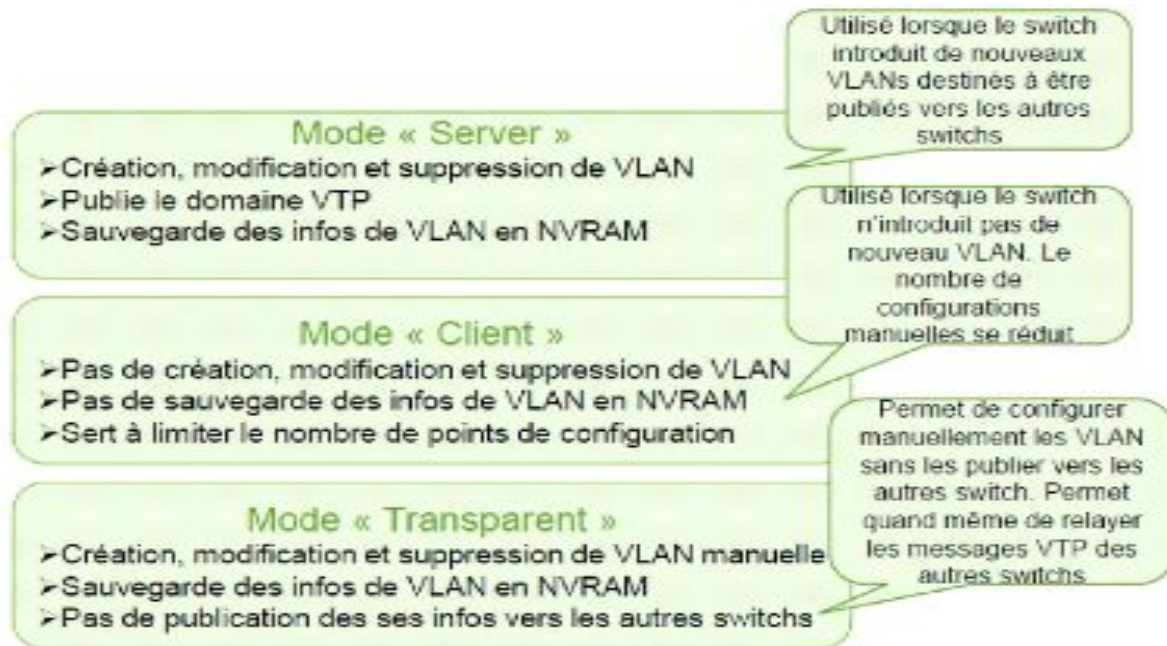 Utilisé lorsque le switch
introduit de nouveaux
VLANs destinés à être
publiés vers les autres
switchs
Mode « Server »
➢Création, modification et suppression de VLAN
➢Publie le domaine VTP
➢Sauvegarde des infos de VLAN en NVRAM
Utilisé lorsque le switch
n'introduit pas de
nouveau VLAN. Le
nombre de
configurations
manuelles se réduit
Mode « Client »
➢Pas de création, modification et suppression de VLAN
➢Pas de sauvegarde des infos de VLAN en NVRAM
➢Sert à limiter le nombre de points de configuration
Permet de configurer
manuellement les VLAN
sans les publier vers les
autres switch. Permet
quand même de relayer
les messages VTP des
autres switchs
Mode « Transparent »
➢Création, modification et suppression de VLAN manuelle
➢Sauvegarde des infos de VLAN en NVRAM
➢Pas de publication des ses infos vers les autres switchs